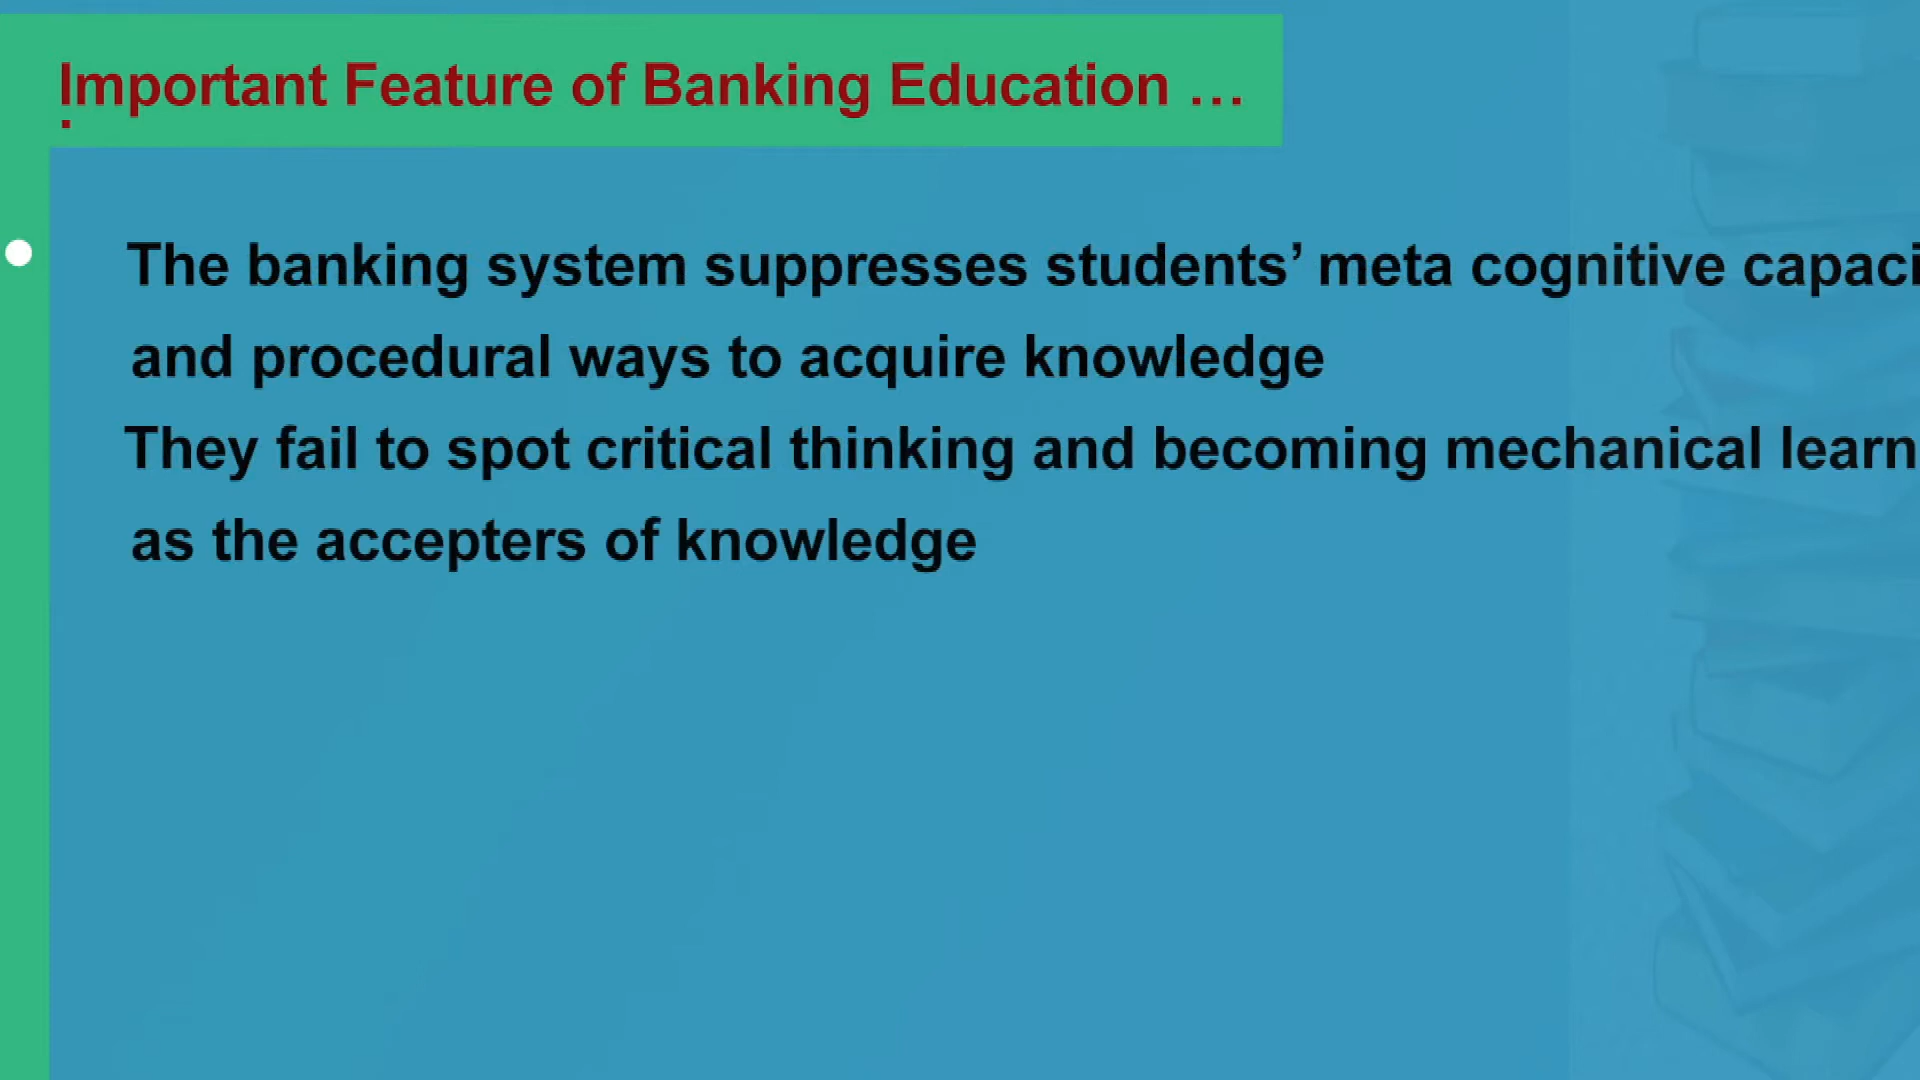 Important Feature of Banking Education …
.
The banking system suppresses students’ meta cognitive
and procedural ways to acquire knowledge
They fail to spot critical thinking and becoming mechanical
as the accepters of knowledge